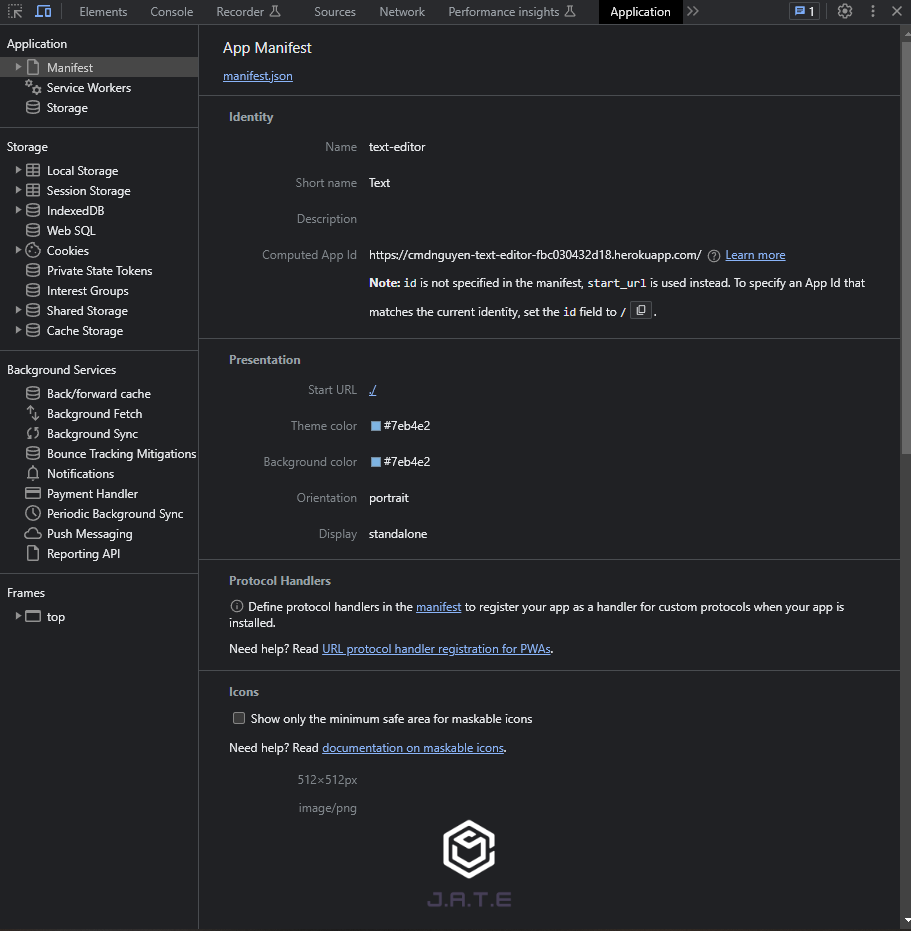 Elements Console Recorder Sources Network Performance insights Application 1
Application
Manifest
Service Workers
Storage
Storage
Local Storage
Session Storage
IndexedDB
Web SQL
Cookies
Private State Tokens
Interest Groups
Shared Storage
Cache Storage
Background Services
Back/forward cache
Background Fetch
Background Sync
Bounce Tracking Mitigations
Notifications
Payment Handler
Periodic Background Sync
Push Messaging
Reporting API
Frames
top
App Manifest
manifest.json
Identity
Name text-editor
Short name Text
Description
Computed App Id https://cmdnguyen-text-editor-fbc030432d18.herokuapp.com/ Learn more
Note: id is not specified in the manifest, start_url is used instead. To specify an App Id that
matches the current identity, set the id field to / .
Presentation
Start URL ./
Theme color #7eb4e2
Background color #7eb4e2
Orientation portrait
Display standalone
Protocol Handlers
Define protocol handlers in the manifest to register your app as a handler for custom protocols when your app is
installed.
Need help? Read URL protocol handler registration for PWAs.
Icons
Show only the minimum safe area for maskable icons
Need help? Read documentation on maskable icons.
512×512px
image/png
J.A.T.E